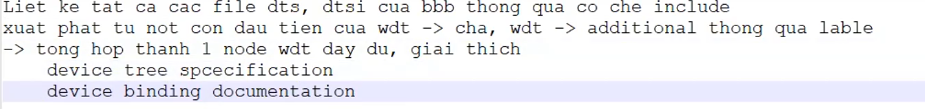 Liet ke tat ca cac file dts, dtsi cua bbb thong qua co che include
xuat phat tu not con dau tien cua wdt -> cha, wdt -> additional thong qua lable
-> tong hop thanh 1 node wdt day du, giai thich
device tree spcecification
device binding documentation